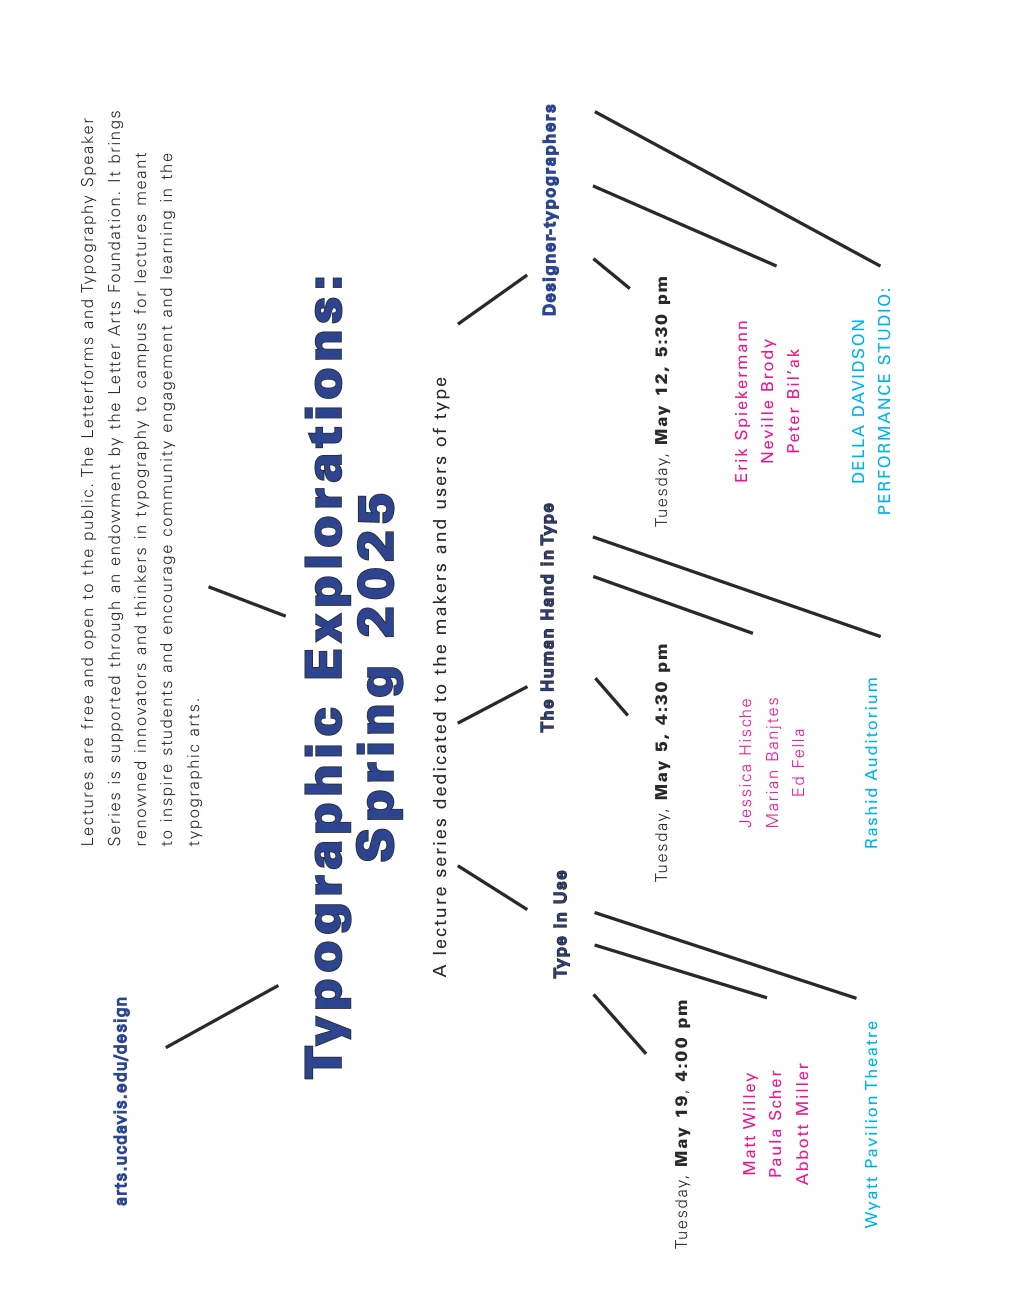 arts.ucdavis.edu/design
Lectures are free and open to the public. The Letterforms and Typography Speaker
Series is supported through an endowment by the Letter Arts Foundation. It brings
renowned innovators and thinkers in typography to campus for lectures meant
to inspire students and encourage community engagement and learning in the
typographic arts.
Typographic Explorations:
Spring 2025
A lecture series dedicated to the makers and users of type
Type in Use
Tuesday, May 19, 4:00 pm
Matt Willey
Paula Scher
Abbott Miller
Wyatt Pavilion Theatre
The Human Hand in Type
Tuesday, May 5, 4:30 pm
Jessica Hische
Marian Banjtes
Ed Fella
Rashid Auditorium
Designer-typographers
Tuesday, May 12, 5:30 pm
Erik Spiekermann
Neville Brody
Peter Bil’ak
DELLA DAVIDSON
PERFORMANCE STUDIO: